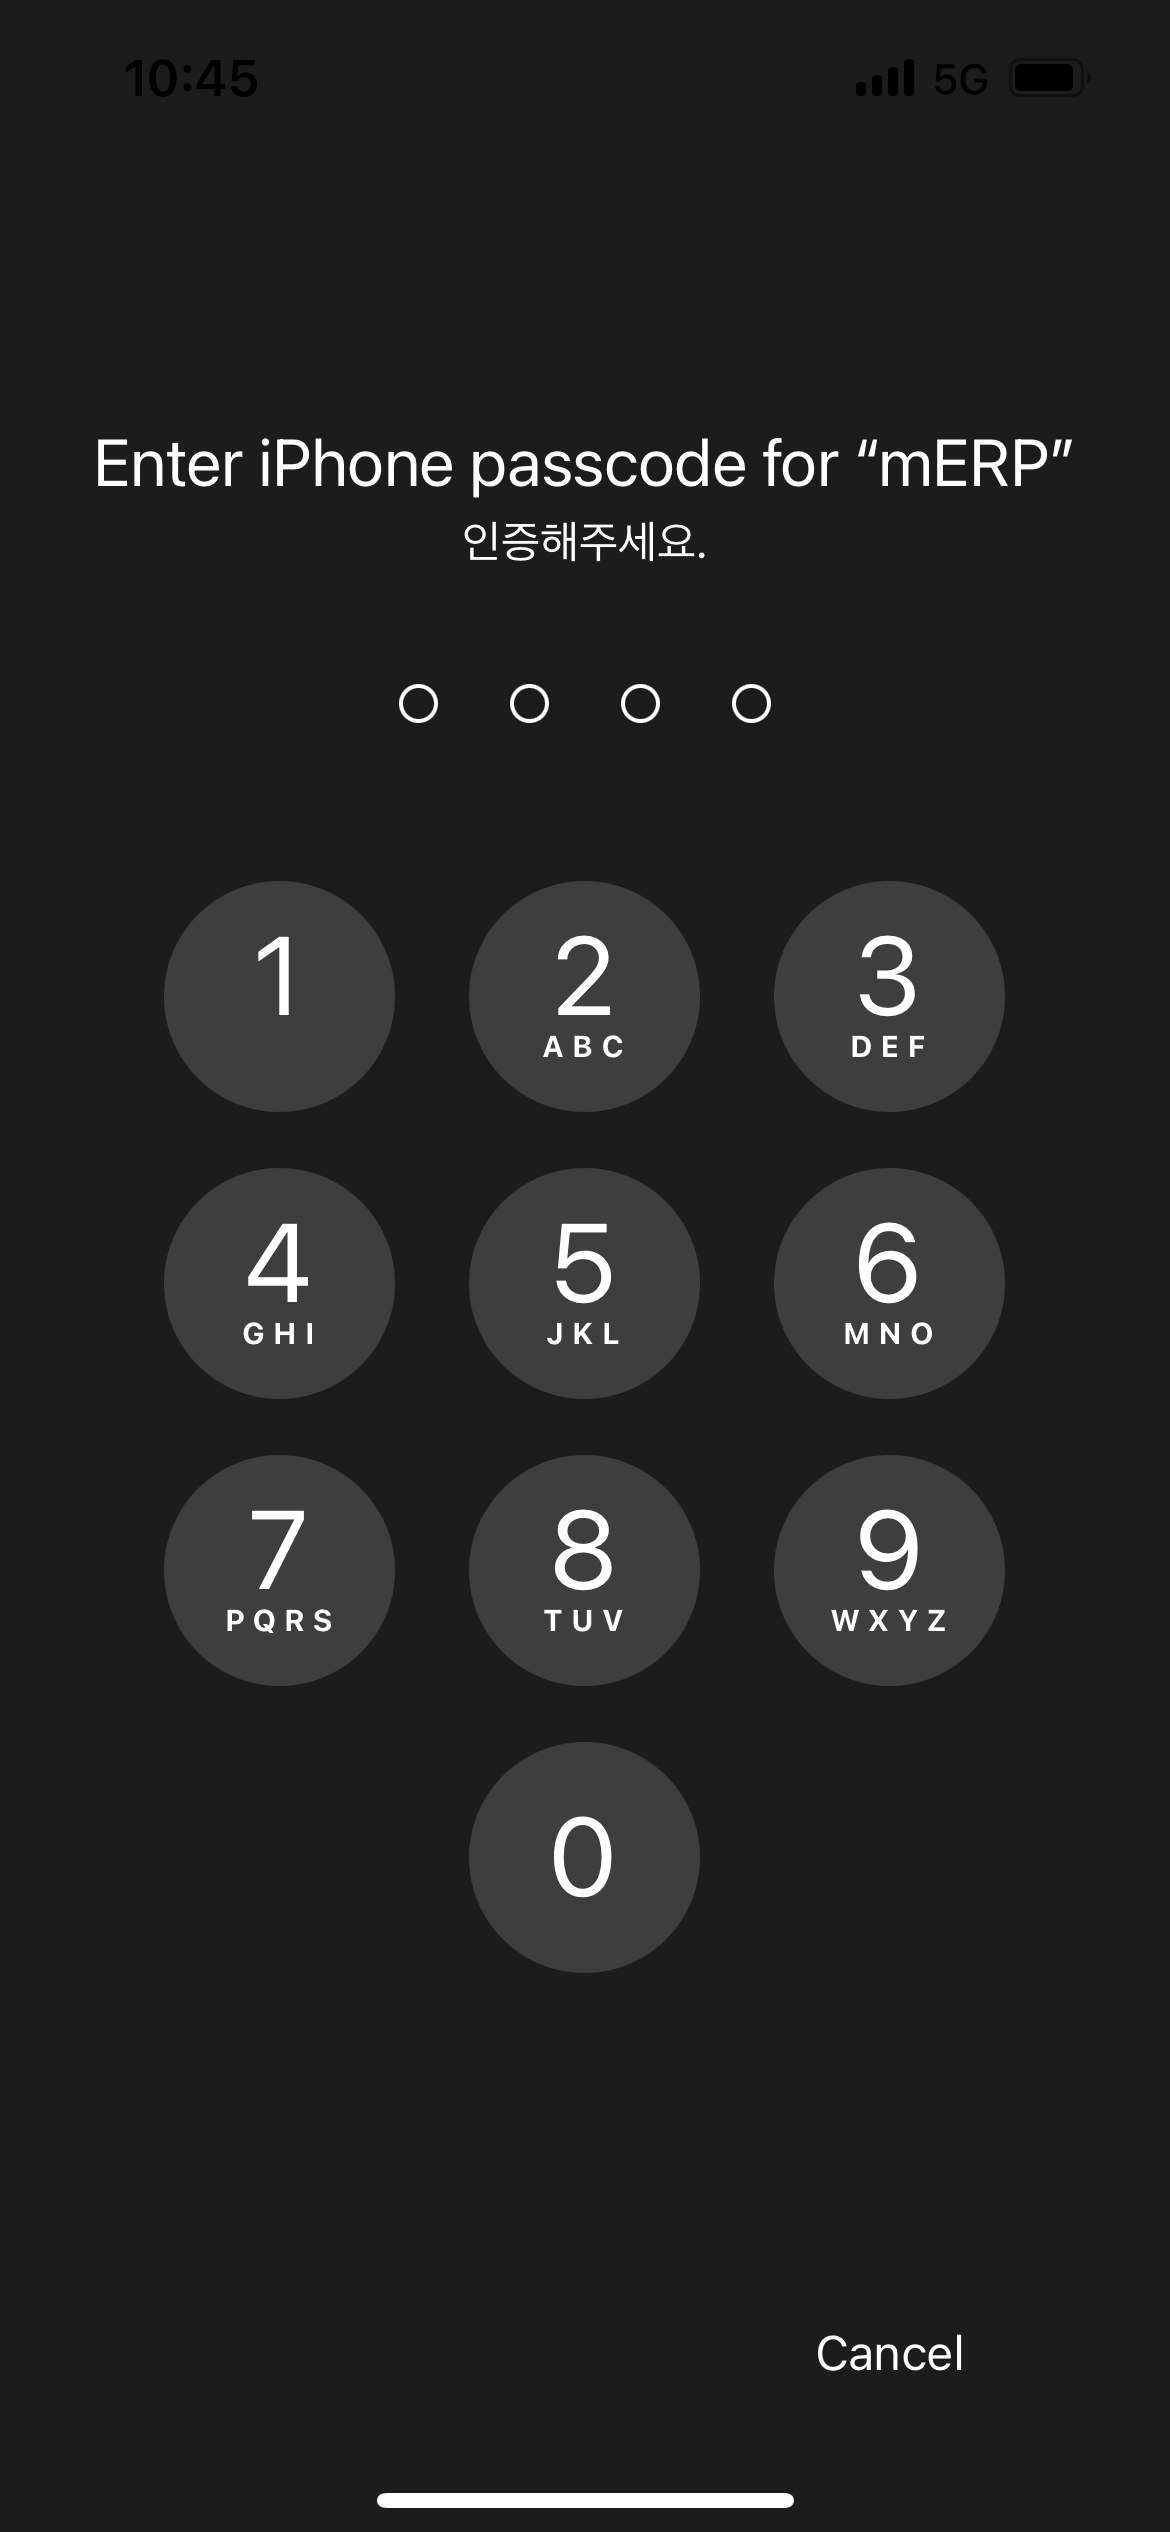 10:45 5G
Enter iPhone passcode for “mERP”
인증해주세요.
1 2 3
ABC DEF
4 5 6
GHI JKL MNO
7 8 9
PQRS TUV WXYZ
0
Cancel